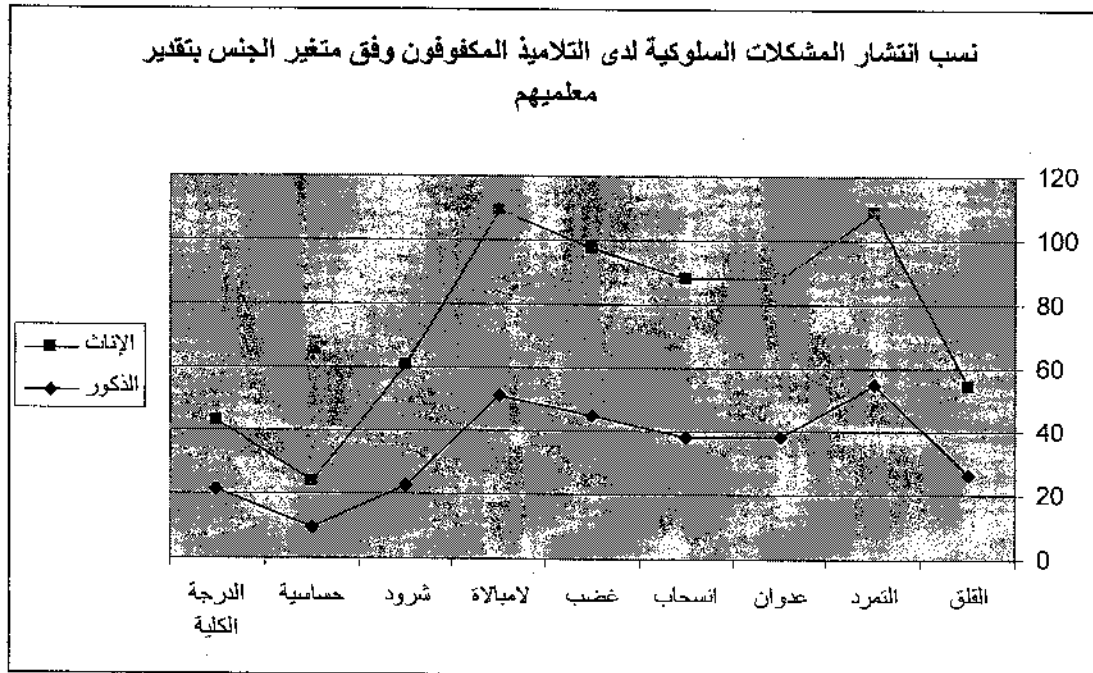 نسب انتشار المشكلات السلوكية لدى التلاميذ المكفوفون وفق متغير الجنس بتقدير
معلميهم
120
100
80
60
40
20
0
الإناث
الذكور
القلق
التمرد
عدوان
انسحاب
غضب
لامبالاة
شرود
حساسية
الدرجة
الكلية